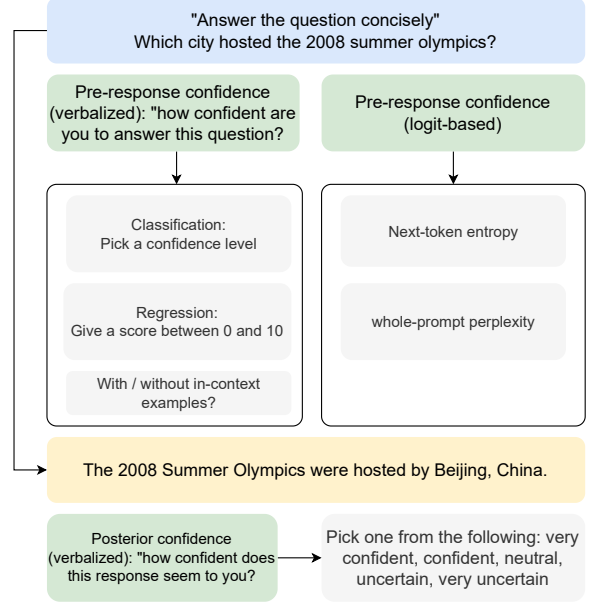 "Answer the question concisely"
Which city hosted the 2008 summer olympics?
Pre-response confidence
(verbalized): "how confident are
you to answer this question?
Pre-response confidence
(logit-based)
Classification:
Pick a confidence level
Regression:
Give a score between 0 and 10
With / without in-context
examples?
Next-token entropy
whole-prompt perplexity
The 2008 Summer Olympics were hosted by Beijing, China.
Posterior confidence
(verbalized): "how confident does
this response seem to you?
Pick one from the following: very
confident, confident, neutral,
uncertain, very uncertain